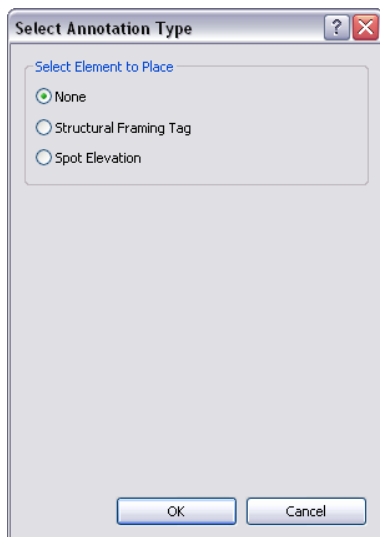 Select Annotation Type
?
Select Element to Place
None
Structural Framing Tag
Spot Elevation
OK
Cancel